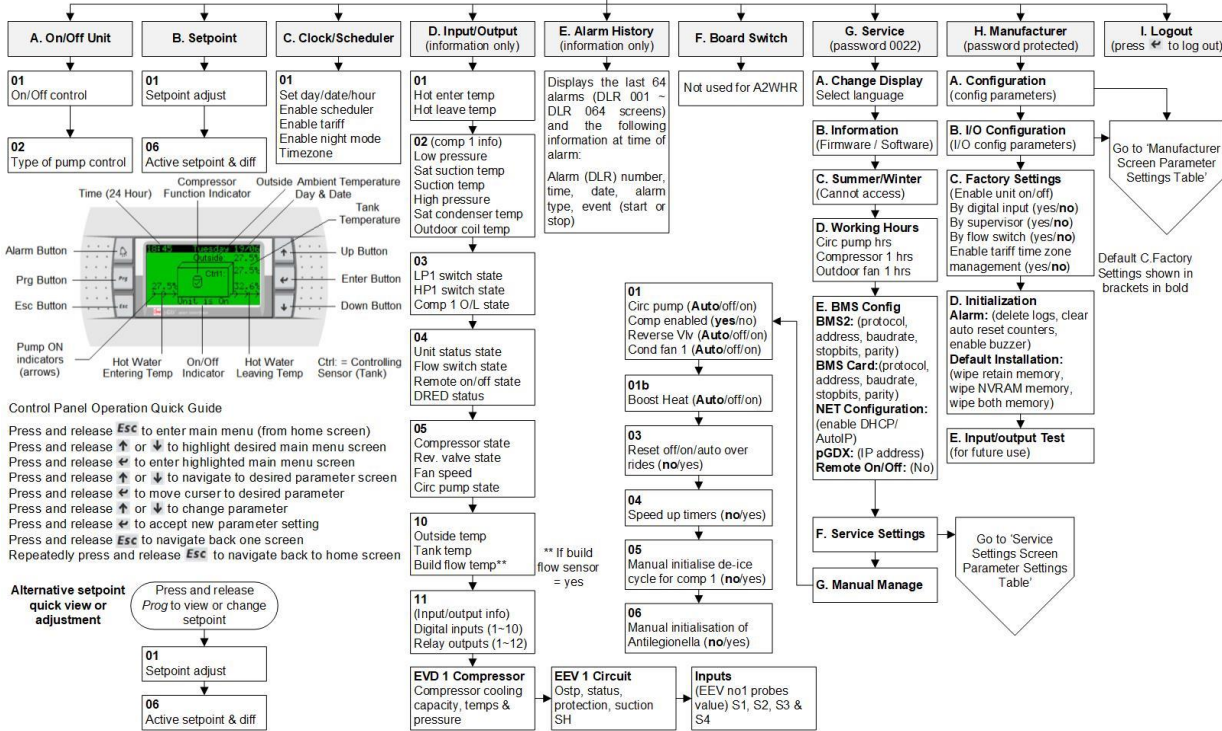 A. On/Off Unit
01
On/Off control
02
Type of pump control
B. Setpoint
01
Setpoint adjust
06
Active setpoint & diff
C. Clock/Scheduler
01
Set day/date/hour
Enable scheduler
Enable tariff
Enable night mode
Timezone
Time (24 Hour)
Compressor
Function Indicator
Outside Ambient Temperature
Day & Date
Tank
Temperature
Alarm Button
Prg Button
Esc Button
Up Button
Enter Button
Down Button
Prg
Esc
10:45 Tuesday 19/04
Outside: 27.5%
27.5%
Ctrl:
27.5%
32.6%
Unit is On
Pump ON
indicators
(arrows)
Hot Water
Entering Temp
On/Off
Indicator
Hot Water
Leaving Temp
Ctrl: = Controlling
Sensor (Tank)
Control Panel Operation Quick Guide
Press and release Esc to enter main menu (from home screen)
Press and release ↑ or ↓ to highlight desired main menu screen
Press and release ↵ to enter highlighted main menu screen
Press and release ↑ or ↓ to navigate to desired parameter screen
Press and release ↵ to move curser to desired parameter
Press and release ↑ or ↓ to change parameter
Press and release ↵ to accept new parameter setting
Press and release Esc to navigate back one screen
Repeatedly press and release Esc to navigate back to home screen
Alternative setpoint
quick view or
adjustment
Press and release
Prog to view or change
setpoint
01
Setpoint adjust
06
Active setpoint & diff
D. Input/Output
(information only)
01
Hot enter temp
Hot leave temp
02 (comp 1 info)
Low pressure
Sat suction temp
Suction temp
High pressure
Sat condenser temp
Outdoor coil temp
03
LP1 switch state
HP1 switch state
Comp 1 O/L state
04
Unit status state
Flow switch state
Remote on/off state
DRED status
05
Compressor state
Rev. valve state
Fan speed
Circ pump state
10
Outside temp
Tank temp
Build flow temp**
** If build
flow sensor
= yes
11
(Input/output info)
Digital inputs (1~10)
Relay outputs (1~12)
EVD 1 Compressor
Compressor cooling
capacity, temps &
pressure
EEV 1 Circuit
Ostp, status,
protection, suction
SH
Inputs
(EEV no1 probes
value) S1, S2, S3 &
S4
E. Alarm History
(information only)
Displays the last 64
alarms (DLR 001 ~
DLR 064 screens)
and the following
information at time of
alarm:
Alarm (DLR) number,
time, date, alarm
type, event (start or
stop)
F. Board Switch
Not used for A2WHR
01
Circ pump (Auto/off/on)
Comp enabled (yes/no)
Reverse Vlv (Auto/off/on)
Cond fan 1 (Auto/off/on)
01b
Boost Heat (Auto/off/on)
03
Reset off/on/auto over
rides (no/yes)
04
Speed up timers (no/yes)
05
Manual initialise de-ice
cycle for comp 1 (no/yes)
06
Manual initialisation of
Antilegionella (no/yes)
G. Service
(password 0022)
A. Change Display
Select language
B. Information
(Firmware / Software)
C. Summer/Winter
(Cannot access)
D. Working Hours
Circ pump hrs
Compressor 1 hrs
Outdoor fan 1 hrs
E. BMS Config
BMS2: (protocol,
address, baudrate,
stopbits, parity)
BMS Card:(protocol,
address, baudrate,
stopbits, parity)
NET Configuration:
(enable DHCP/
AutoIP)
pGDX: (IP address)
Remote On/Off: (No)
F. Service Settings
G. Manual Manage
Go to 'Service
Settings Screen
Parameter Settings
Table'
H. Manufacturer
(password protected)
A. Configuration
(config parameters)
B. I/O Configuration
(I/O config parameters)
C. Factory Settings
(Enable unit on/off)
By digital input (yes/no)
By supervisor (yes/no)
By flow switch (yes/no)
Enable tariff time zone
management (yes/no)
D. Initialization
Alarm: (delete logs, clear
auto reset counters,
enable buzzer)
Default Installation:
(wipe retain memory,
wipe NVRAM memory,
wipe both memory)
E. Input/output Test
(for future use)
I. Logout
(press ↵ to log out)
Go to 'Manufacturer
Screen Parameter
Settings Table'
Default C.Factory
Settings shown in
brackets in bold